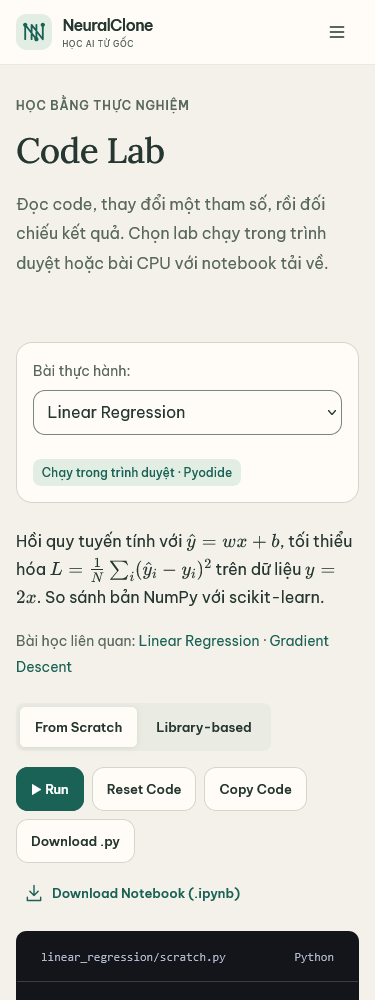 NeuralClone
HỌC AI TỪ GỐC
HỌC BẰNG THỰC NGHIỆM
Code Lab
Đọc code, thay đổi một tham số, rồi đối
chiếu kết quả. Chọn lab chạy trong trình
duyệt hoặc bài CPU với notebook tải về.
Bài thực hành:
Linear Regression
Chạy trong trình duyệt · Pyodide
Hồi quy tuyến tính với ŷ = wx + b, tối thiểu
hóa L = 1/N ∑ᵢ(ŷᵢ − yᵢ)² trên dữ liệu y =
2x. So sánh bản NumPy với scikit-learn.
Bài học liên quan: Linear Regression · Gradient
Descent
From Scratch Library-based
▶ Run Reset Code Copy Code
Download .py
Download Notebook (.ipynb)
linear_regression/scratch.py Python